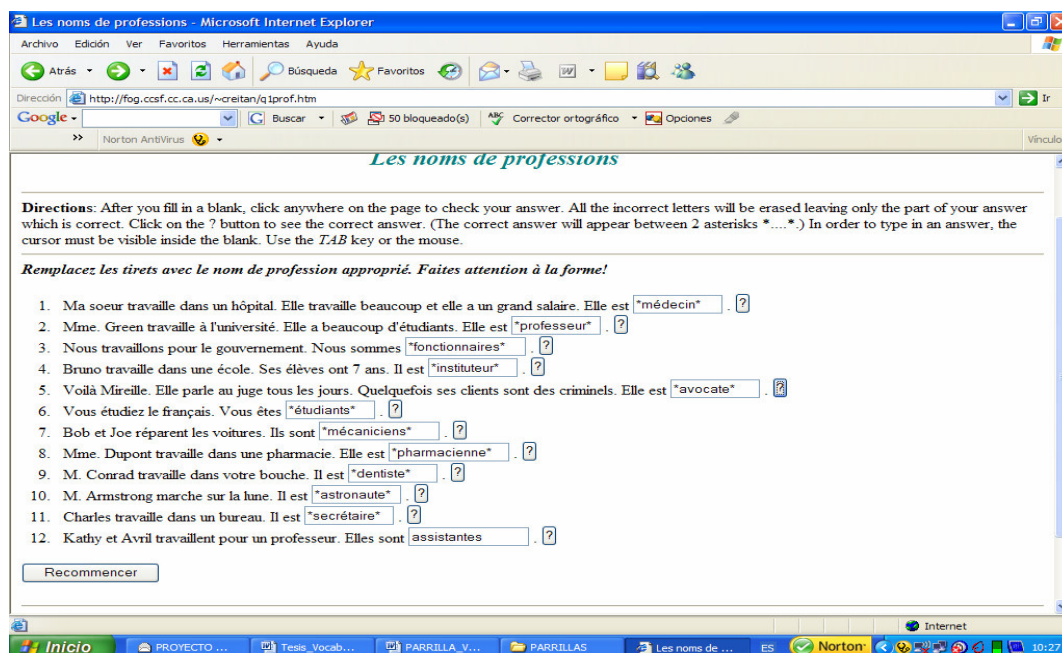 Les noms de professions - Microsoft Internet Explorer
Archivo Edición Ver Favoritos Herramientas Ayuda
Atrás Búsqueda Favoritos
Dirección http://fog.ccsf.cc.ca.us/~creitan/q1prof.htm Ir
Google Buscar 50 bloqueado(s) ABC Corrector ortográfico Opciones
Norton AntiVirus Vínculo
Les noms de professions
Directions: After you fill in a blank, click anywhere on the page to check your answer. All the incorrect letters will be erased leaving only the part of your answer
which is correct. Click on the ? button to see the correct answer. (The correct answer will appear between 2 asterisks *....*.) In order to type in an answer, the
cursor must be visible inside the blank. Use the TAB key or the mouse.
Remplacez les tirets avec le nom de profession approprié. Faites attention à la forme!
1. Ma soeur travaille dans un hôpital. Elle travaille beaucoup et elle a un grand salaire. Elle est *médecin* . ?
2. Mme. Green travaille à l'université. Elle a beaucoup d'étudiants. Elle est *professeur* . ?
3. Nous travaillons pour le gouvernement. Nous sommes *fonctionnaires* . ?
4. Bruno travaille dans une école. Ses élèves ont 7 ans. Il est *instituteur* . ?
5. Voilà Mireille. Elle parle au juge tous les jours. Quelquefois ses clients sont des criminels. Elle est *avocate* . ?
6. Vous étudiez le français. Vous êtes *étudiants* . ?
7. Bob et Joe réparent les voitures. Ils sont *mécaniciens* . ?
8. Mme. Dupont travaille dans une pharmacie. Elle est *pharmacienne* . ?
9. M. Conrad travaille dans votre bouche. Il est *dentiste* . ?
10. M. Armstrong marche sur la lune. Il est *astronaute* . ?
11. Charles travaille dans un bureau. Il est *secrétaire* . ?
12. Kathy et Avril travaillent pour un professeur. Elles sont assistantes . ?
Recommencer
Internet
Inicio PROYECTO ... Tesis_Vocab... PARRILLA_V... PARRILLAS Les noms de ... ES Norton 10:27